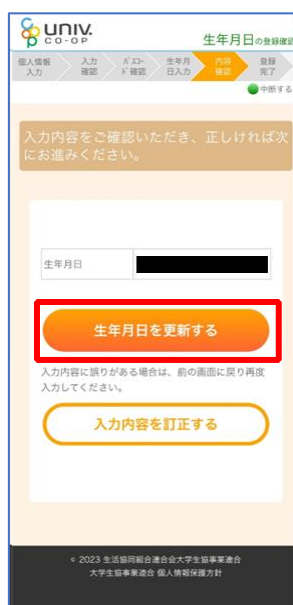 univ.
CO-OP
生年月日の登録確認
個人情報入力
入力確認
パスワード確認
生年月日入力
内容確認
登録完了
中断する
入力内容をご確認いただき、正しければ次
にお進みください。
生年月日
生年月日を更新する
入力内容に誤りがある場合は、前の画面に戻り再度
入力してください。
入力内容を訂正する
© 2023 生活協同組合連合会大学生協事業連合
大学生協事業連合 個人情報保護方針